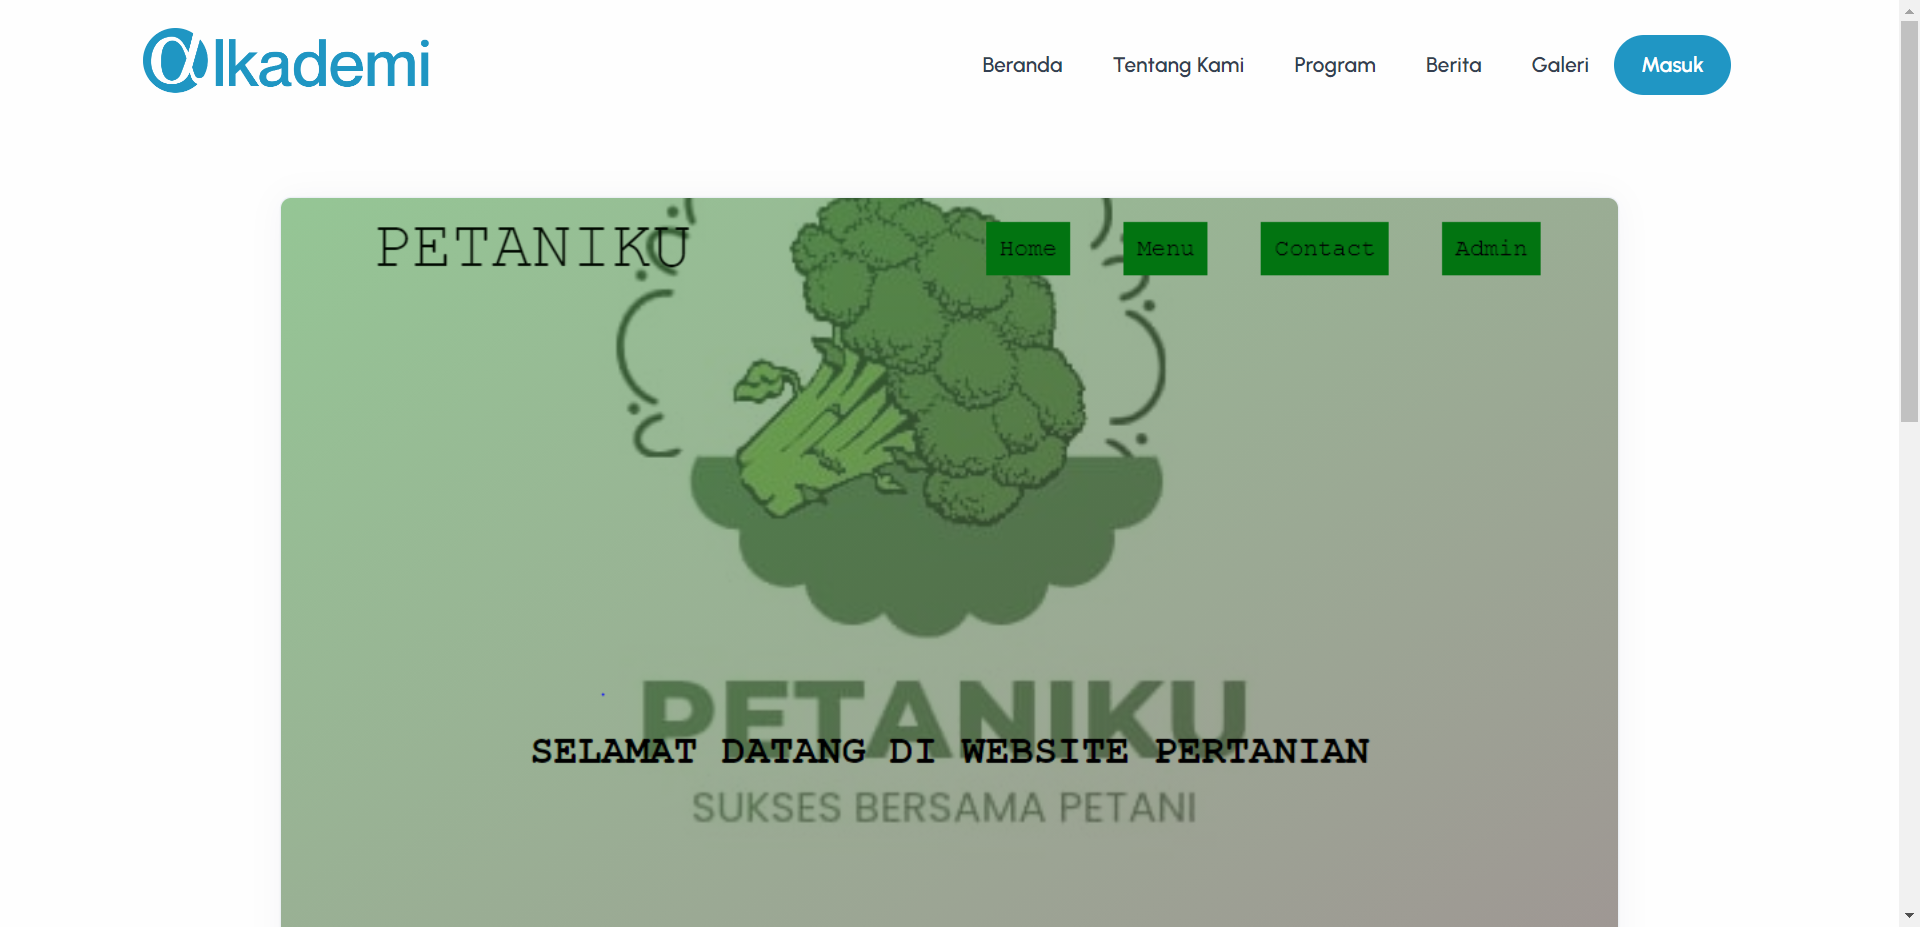 @lkademi
Beranda Tentang Kami Program Berita Galeri Masuk
PETANIKU Home Menu Contact Admin
PETANIKU
SELAMAT DATANG DI WEBSITE PERTANIAN
SUKSES BERSAMA PETANI